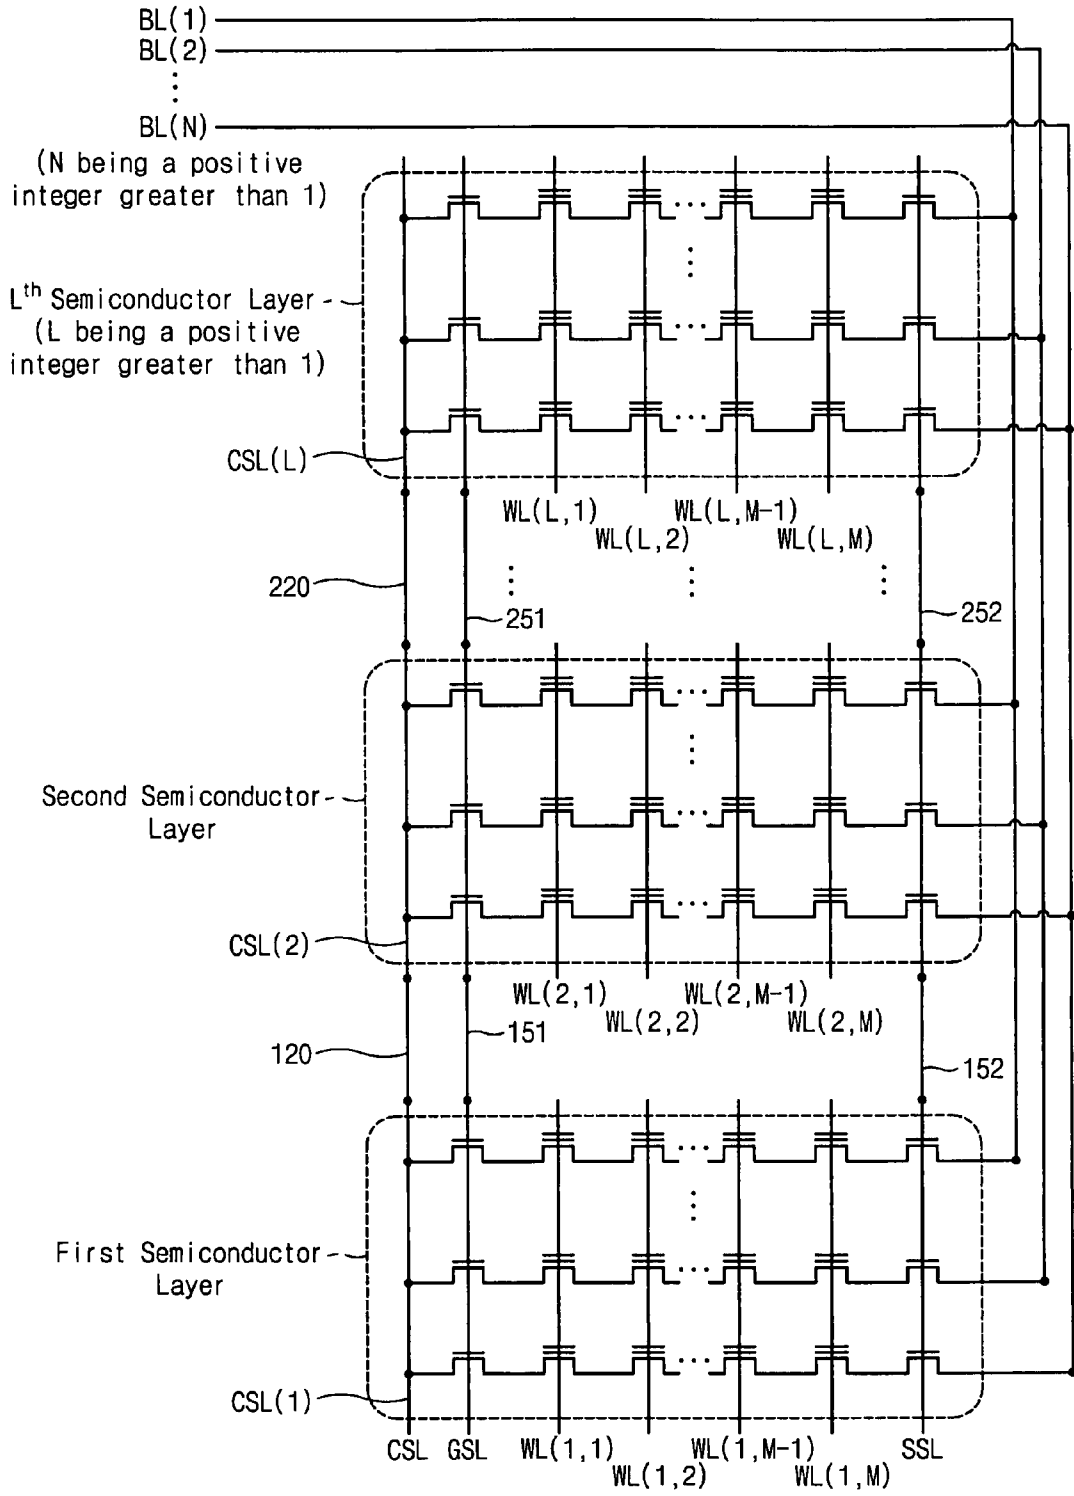 BL(1)
BL(2)
⋮
BL(N)
(N being a positive
integer greater than 1)
Lth Semiconductor Layer
(L being a positive
integer greater than 1)
CSL(L)
WL(L,1)
WL(L,2)
WL(L,M-1)
WL(L,M)
220
251
252
Second Semiconductor
Layer
CSL(2)
WL(2,1)
WL(2,2)
WL(2,M-1)
WL(2,M)
120
151
152
First Semiconductor
Layer
CSL(1)
CSL
GSL
WL(1,1)
WL(1,2)
WL(1,M-1)
WL(1,M)
SSL